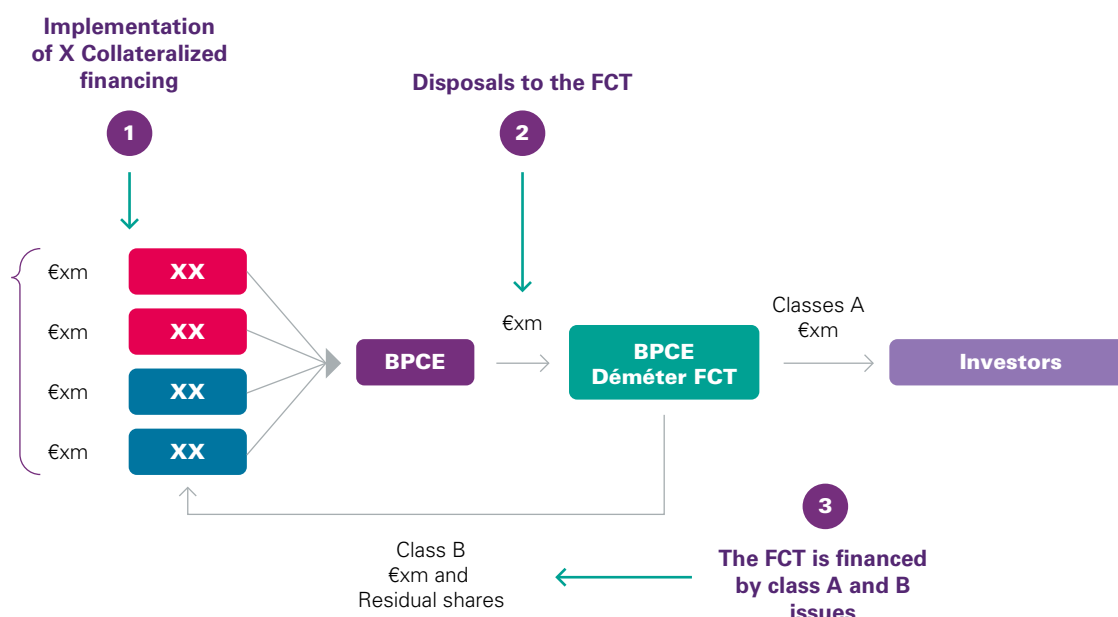 Implementation
of X Collateralized
financing
Disposals to the FCT
1
2
€xm
XX
€xm
XX
€xm
XX
€xm
XX
BPCE
€xm
BPCE
Déméter FCT
Classes A
€xm
Investors
3
Class B
€xm and
Residual shares
The FCT is financed
by class A and B
issues